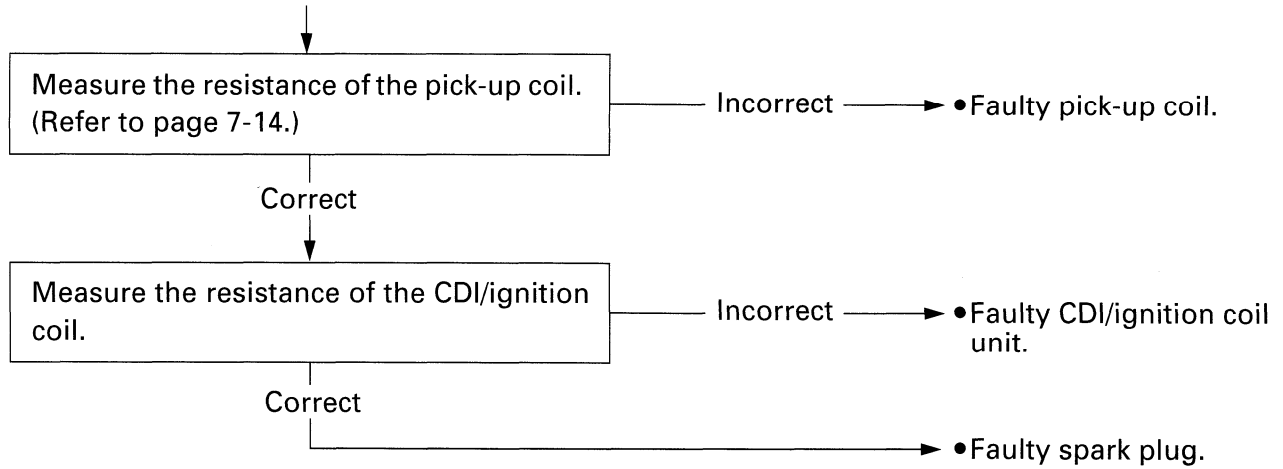 Measure the resistance of the pick-up coil.
(Refer to page 7-14.)
Incorrect
●Faulty pick-up coil.
Correct
Measure the resistance of the CDI/ignition
coil.
Incorrect
●Faulty CDI/ignition coil
unit.
Correct
●Faulty spark plug.